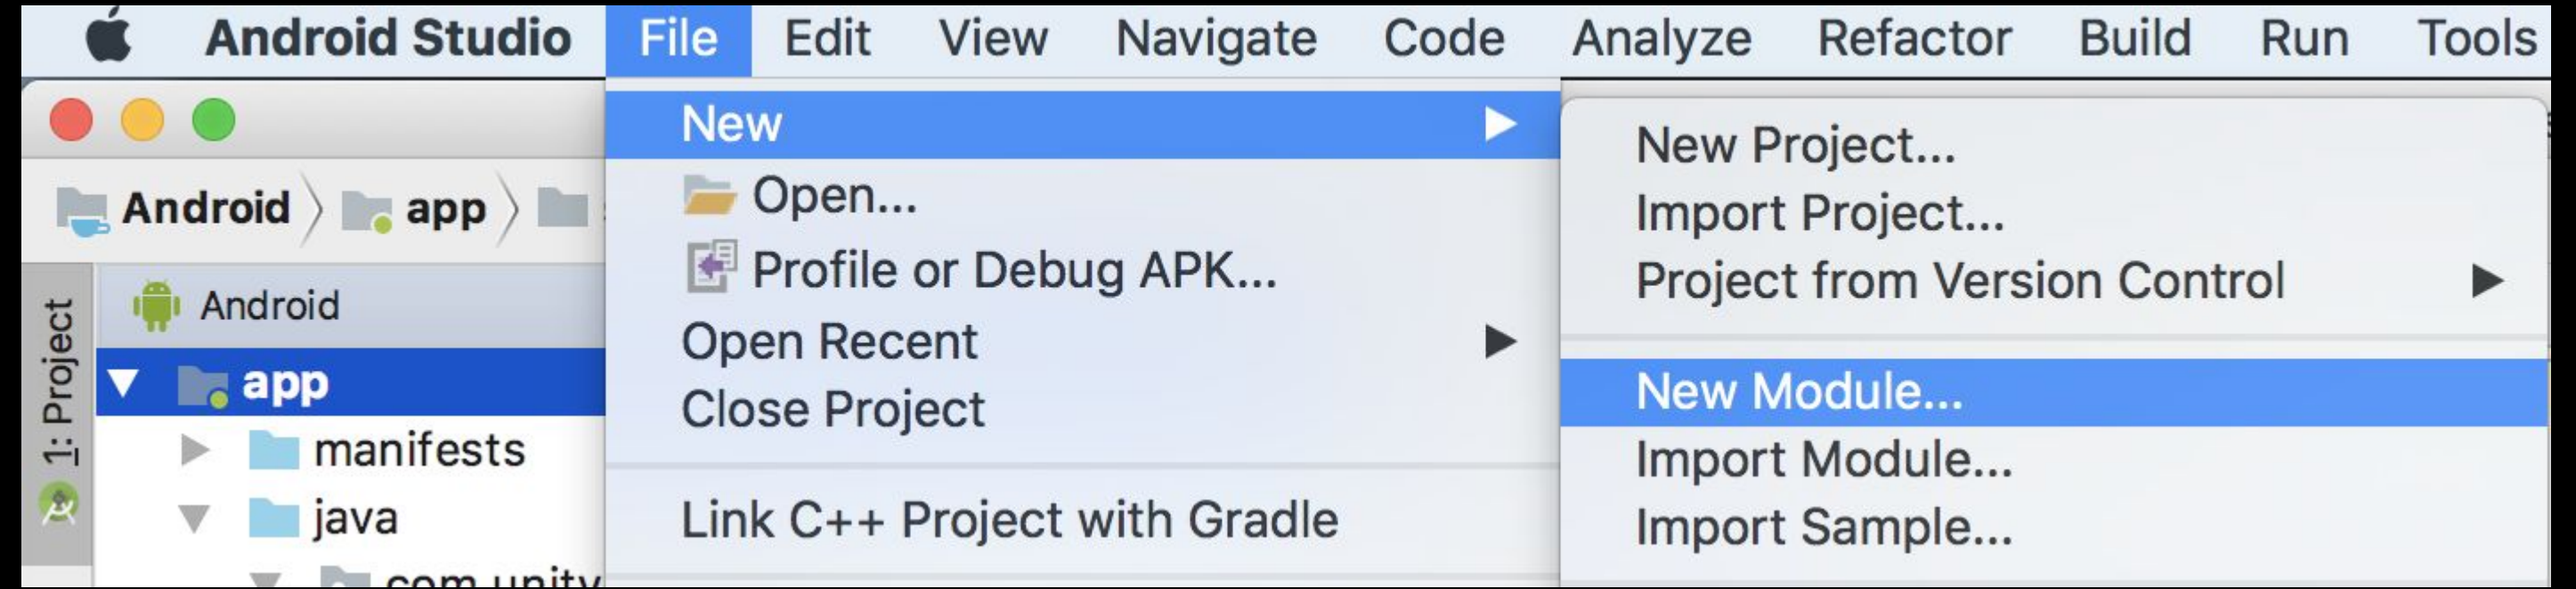 Android Studio File Edit View Navigate Code Analyze Refactor Build Run Tools
New
Open...
Profile or Debug APK...
Open Recent
Close Project
Link C++ Project with Gradle
New Project...
Import Project...
Project from Version Control
New Module...
Import Module...
Import Sample...
Android app
1: Project
Android
app
manifests
java
com.unity